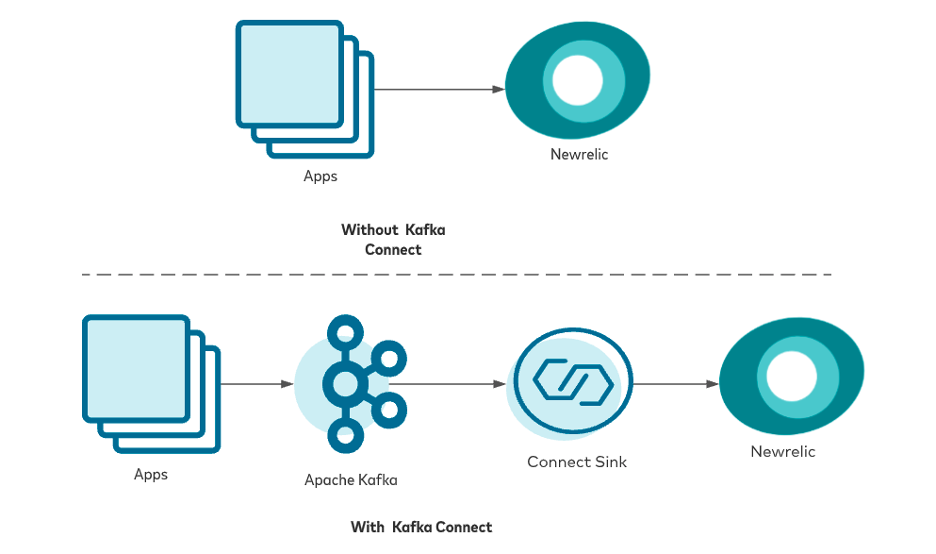 Newrelic
Apps
Without Kafka
Connect
Newrelic
Connect Sink
Apps
Apache Kafka
With Kafka Connect